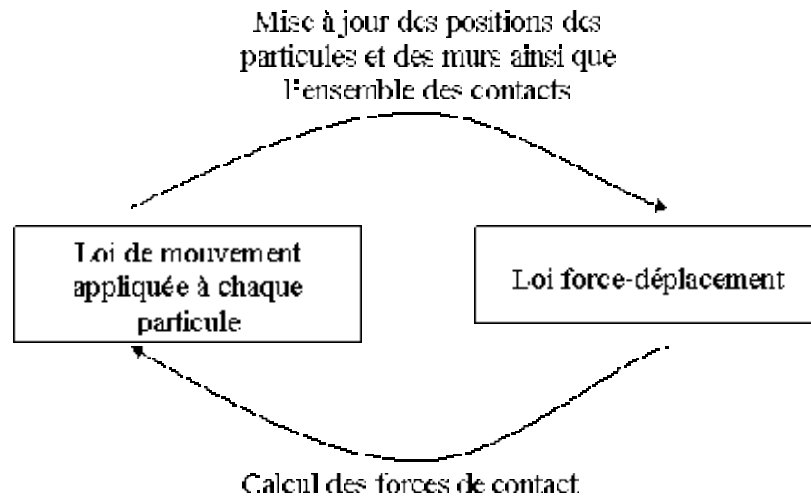 Mise à jour des positions des
particules et des murs ainsi que
l'ensemble des contacts
Loi de mouvement
appliquée à chaque
particule
Loi force-déplacement
Calcul des forces de contact